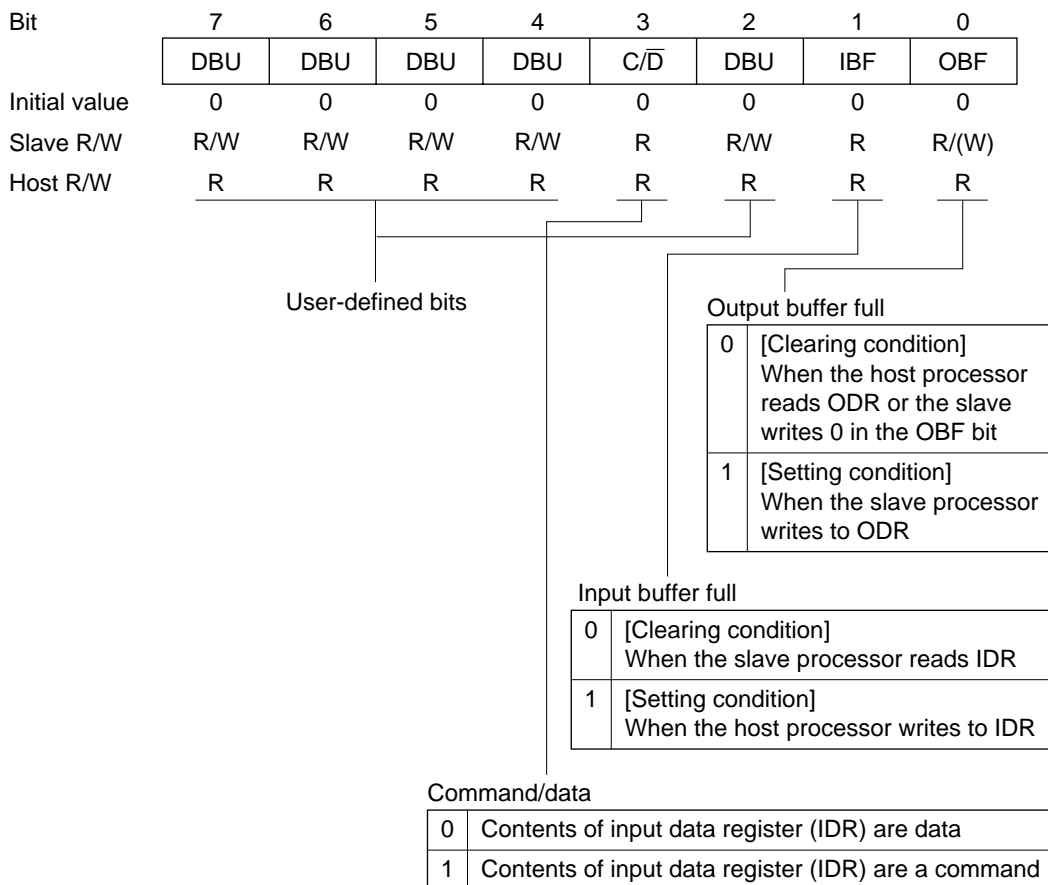 Bit 7 6 5 4 3 2 1 0
DBU DBU DBU DBU C/D̅ DBU IBF OBF
Initial value 0 0 0 0 0 0 0 0
Slave R/W R/W R/W R/W R/W R R/W R R/(W)
Host R/W R R R R R R R R
User-defined bits
Output buffer full
0 [Clearing condition]
When the host processor
reads ODR or the slave
writes 0 in the OBF bit
1 [Setting condition]
When the slave processor
writes to ODR
Input buffer full
0 [Clearing condition]
When the slave processor reads IDR
1 [Setting condition]
When the host processor writes to IDR
Command/data
0 Contents of input data register (IDR) are data
1 Contents of input data register (IDR) are a command